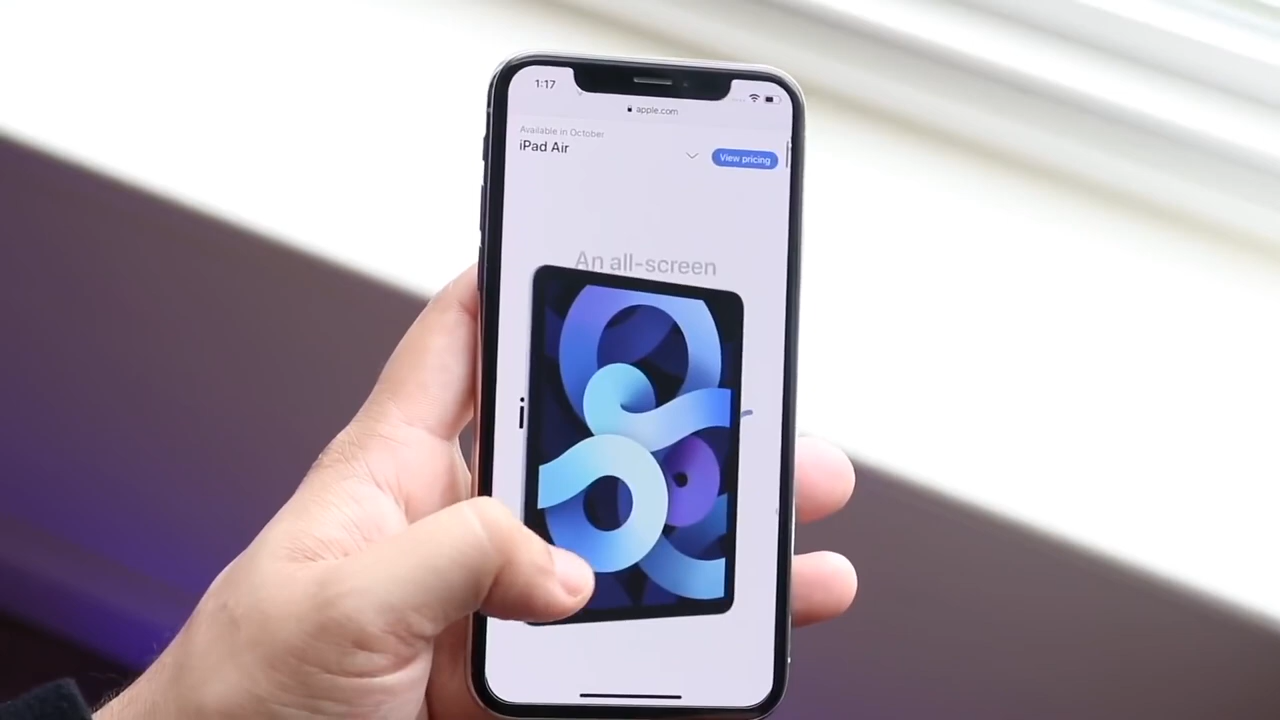 1:17
apple.com
Available in October
iPad Air
View pricing
An all-screen
i